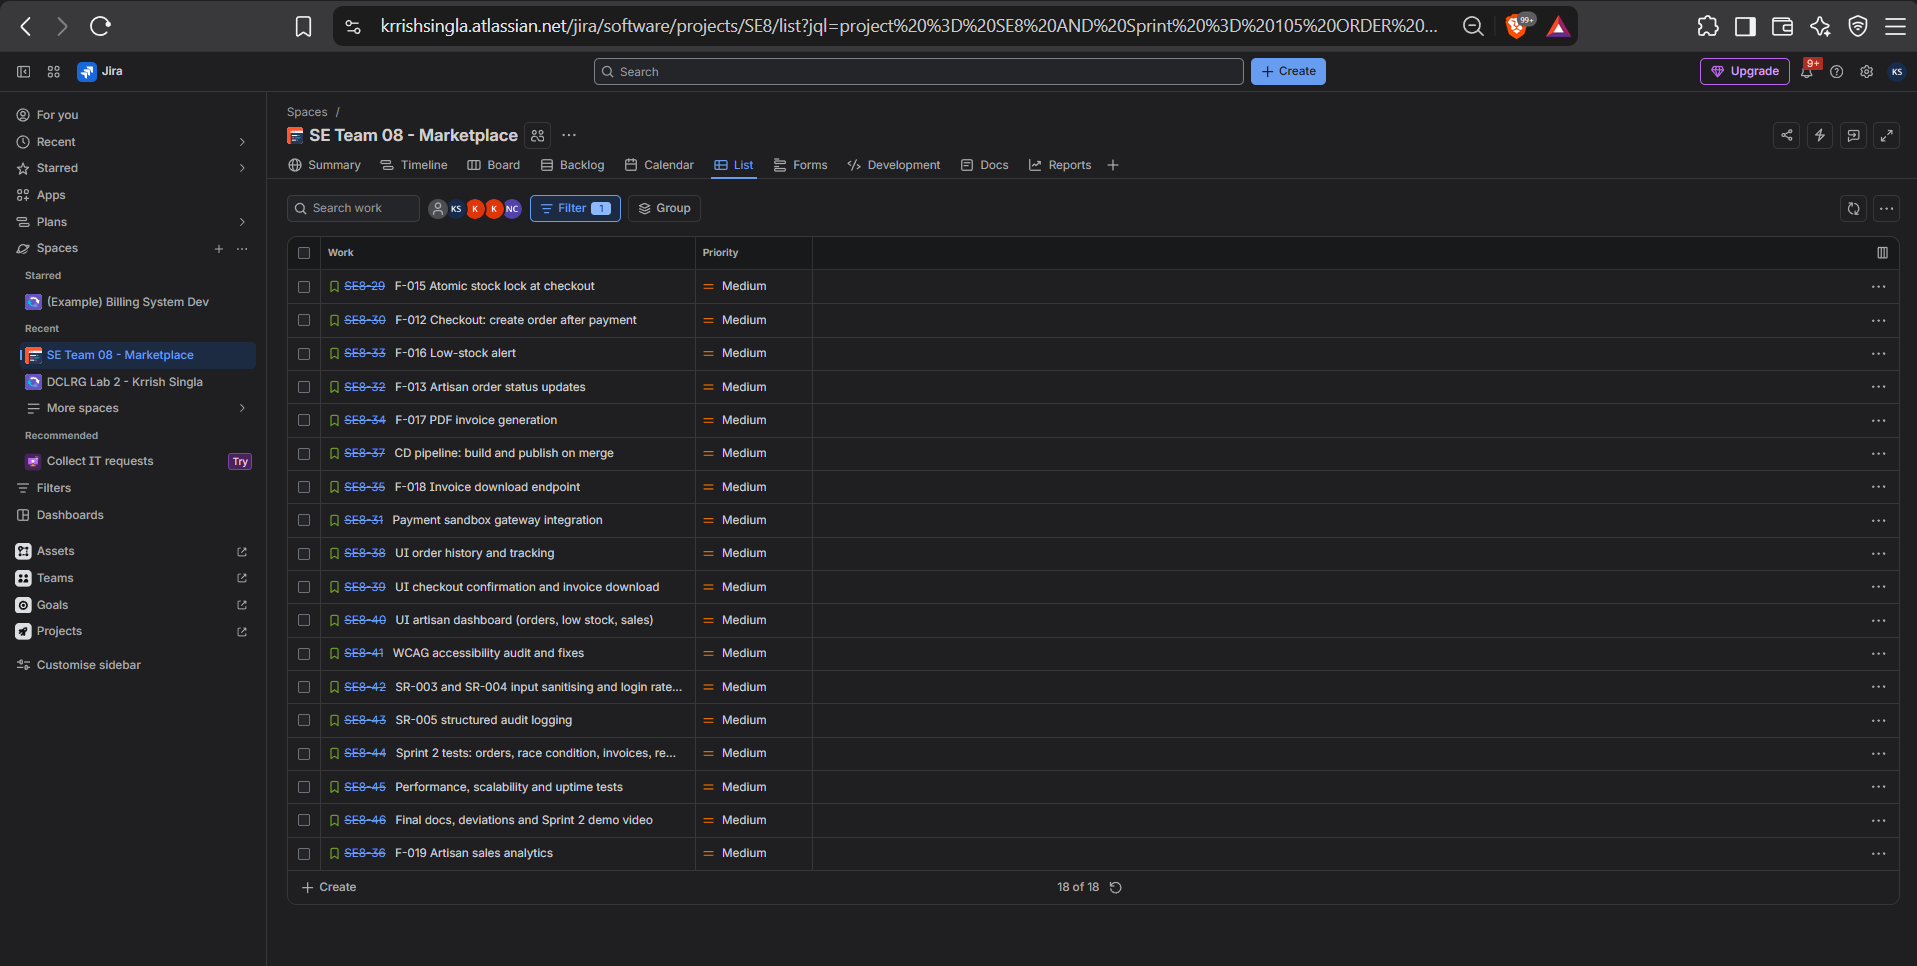 krrishsingla.atlassian.net/jira/software/projects/SE8/list?jql=project%20%3D%20SE8%20AND%20Sprint%20%3D%20105%20ORDER%20...
99+
Jira
Search
Create
Upgrade
9+
KS
For you
Recent
Starred
Apps
Plans
Spaces
Starred
(Example) Billing System Dev
Recent
SE Team 08 - Marketplace
DCLRG Lab 2 - Krrish Singla
More spaces
Recommended
Collect IT requests
Try
Filters
Dashboards
Assets
Teams
Goals
Projects
Customise sidebar
Spaces /
SE Team 08 - Marketplace
Summary Timeline Board Backlog Calendar List Forms Development Docs Reports
Search work KS K K NC Filter 1 Group
Work Priority
SE8-29 F-015 Atomic stock lock at checkout Medium
SE8-30 F-012 Checkout: create order after payment Medium
SE8-33 F-016 Low-stock alert Medium
SE8-32 F-013 Artisan order status updates Medium
SE8-34 F-017 PDF invoice generation Medium
SE8-37 CD pipeline: build and publish on merge Medium
SE8-35 F-018 Invoice download endpoint Medium
SE8-31 Payment sandbox gateway integration Medium
SE8-38 UI order history and tracking Medium
SE8-39 UI checkout confirmation and invoice download Medium
SE8-40 UI artisan dashboard (orders, low stock, sales) Medium
SE8-41 WCAG accessibility audit and fixes Medium
SE8-42 SR-003 and SR-004 input sanitising and login rate... Medium
SE8-43 SR-005 structured audit logging Medium
SE8-44 Sprint 2 tests: orders, race condition, invoices, re... Medium
SE8-45 Performance, scalability and uptime tests Medium
SE8-46 Final docs, deviations and Sprint 2 demo video Medium
SE8-36 F-019 Artisan sales analytics Medium
Create
18 of 18